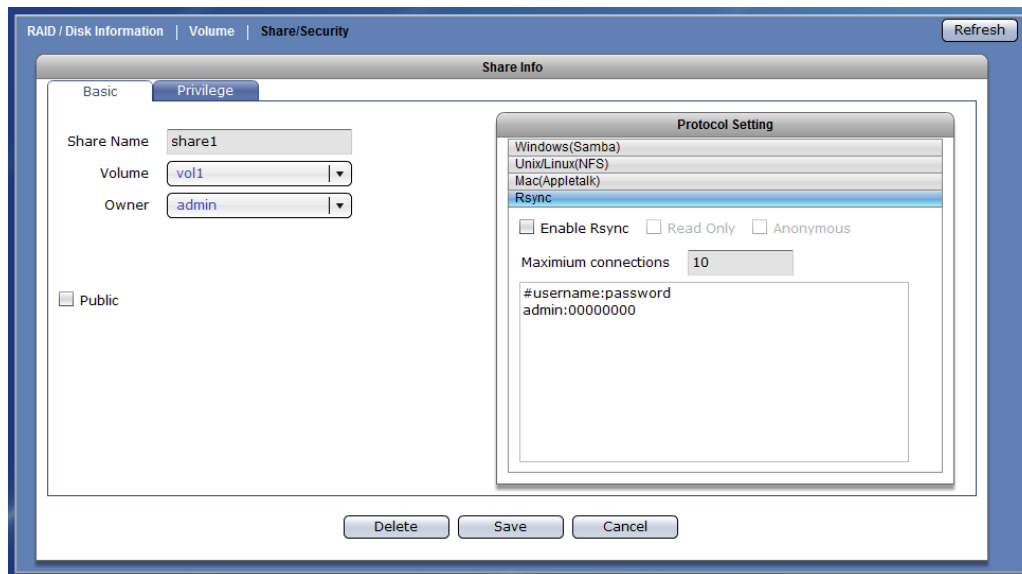 RAID / Disk Information | Volume | Share/Security
Refresh
Share Info
Basic
Privilege
Share Name share1
Volume vol1
Owner admin
Public
Protocol Setting
Windows(Samba)
Unix/Linux(NFS)
Mac(Appletalk)
Rsync
Enable Rsync Read Only Anonymous
Maximium connections 10
#username:password
admin:00000000
Delete Save Cancel